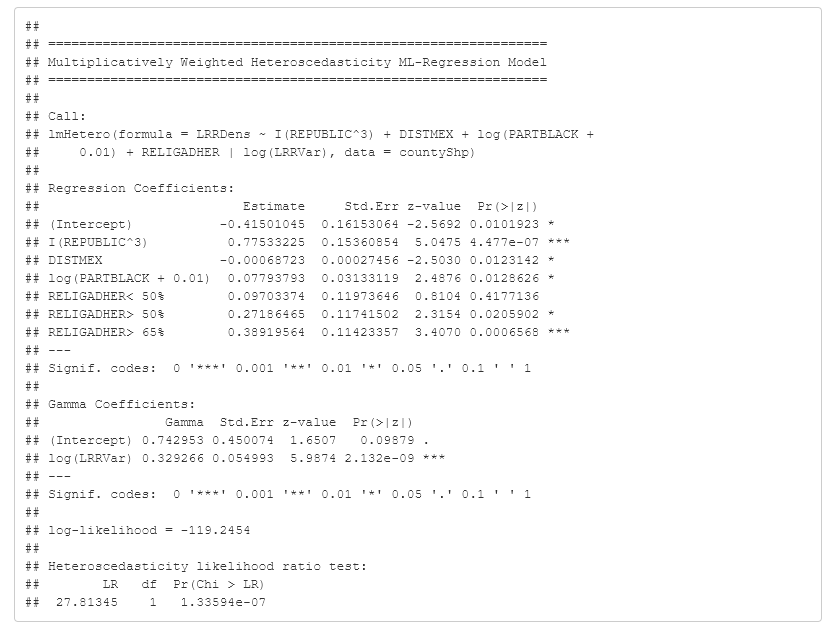 ##
## ================================================================
## Multiplicatively Weighted Heteroscedasticity ML-Regression Model
## ================================================================
##
## Call:
## lmHetero(formula = LRRDens ~ I(REPUBLIC^3) + DISTMEX + log(PARTBLACK +
##     0.01) + RELIGADHER | log(LRRVar), data = countyShp)
##
## Regression Coefficients:
##                          Estimate     Std.Err z-value  Pr(>|z|)
## (Intercept)           -0.41501045  0.16153064 -2.5692 0.0101923 *
## I(REPUBLIC^3)          0.77533225  0.15360854  5.0475 4.477e-07 ***
## DISTMEX               -0.00068723  0.00027456 -2.5030 0.0123142 *
## log(PARTBLACK + 0.01)  0.07793793  0.03133119  2.4876 0.0128626 *
## RELIGADHER< 50%        0.09703374  0.11973646  0.8104 0.4177136
## RELIGADHER> 50%        0.27186465  0.11741502  2.3154 0.0205902 *
## RELIGADHER> 65%        0.38919564  0.11423357  3.4070 0.0006568 ***
## ---
## Signif. codes:  0 '***' 0.001 '**' 0.01 '*' 0.05 '.' 0.1 ' ' 1
##
## Gamma Coefficients:
##                Gamma  Std.Err z-value  Pr(>|z|)
## (Intercept) 0.742953 0.450074  1.6507   0.09879 .
## log(LRRVar) 0.329266 0.054993  5.9874 2.132e-09 ***
## ---
## Signif. codes:  0 '***' 0.001 '**' 0.01 '*' 0.05 '.' 0.1 ' ' 1
##
## log-likelihood = -119.2454
##
## Heteroscedasticity likelihood ratio test:
##        LR   df  Pr(Chi > LR)
##  27.81345    1   1.33594e-07